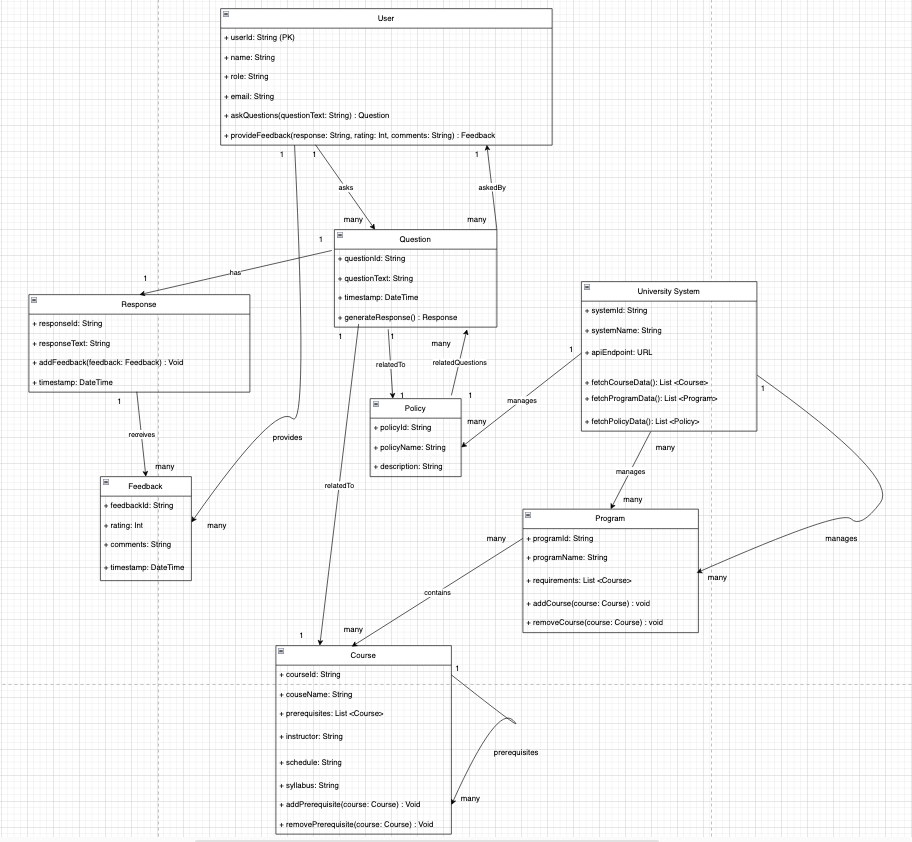 User
+ userId: String (PK)
+ name: String
+ role: String
+ email: String
+ askQuestions(questionText: String) : Question
+ provideFeedback(response: String, rating: Int, comments: String) : Feedback
1
1
1
asks
askedBy
many
many
1
Question
+ questionId: String
+ questionText: String
+ timestamp: DateTime
+ generateResponse() : Response
has
1
Response
+ responseId: String
+ responseText: String
+ addFeedback(feedback: Feedback) : Void
+ timestamp: DateTime
University System
+ systemId: String
+ systemName: String
+ apiEndpoint: URL
+ fetchCourseData(): List <Course>
+ fetchProgramData(): List <Program>
+ fetchPolicyData(): List <Policy>
1
1
many
1
relatedTo
relatedQuestions
1
1
1
manages
many
1
Policy
+ policyId: String
+ policyName: String
+ description: String
1
receives
many
provides
many
Feedback
+ feedbackId: String
+ rating: Int
+ comments: String
+ timestamp: DateTime
relatedTo
many
manages
many
manages
many
Program
+ programId: String
+ programName: String
+ requirements: List <Course>
+ addCourse(course: Course) : void
+ removeCourse(course: Course) : void
many
contains
many
1
Course
+ courseId: String
+ couseName: String
+ prerequisites: List <Course>
+ instructor: String
+ schedule: String
+ syllabus: String
+ addPrerequisite(course: Course) : Void
+ removePrerequisite(course: Course) : Void
1
prerequisites
many